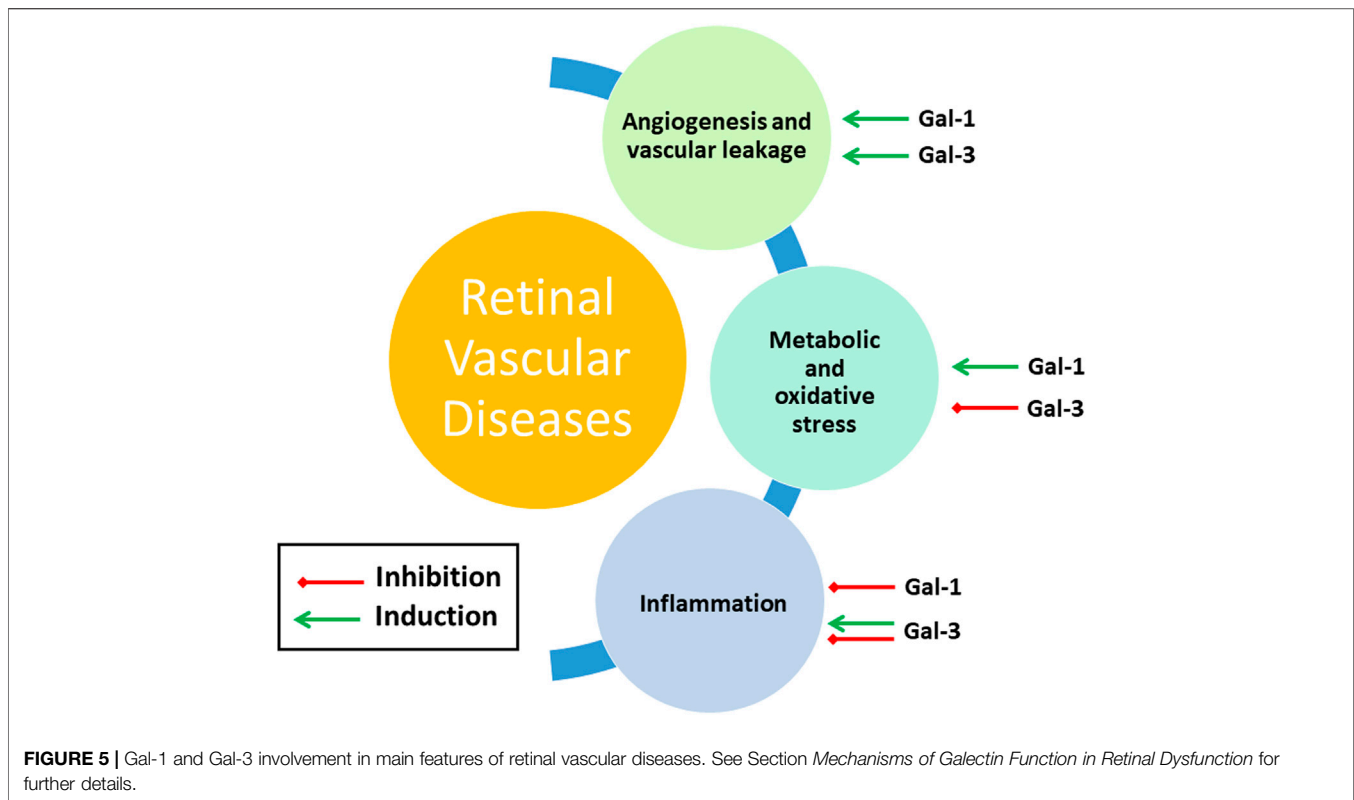 Angiogenesis and
vascular leakage
Gal-1
Gal-3
Retinal
Vascular
Diseases
Metabolic
and
oxidative
stress
Gal-1
Gal-3
Inflammation
Gal-1
Gal-3
Inhibition
Induction
FIGURE 5 | Gal-1 and Gal-3 involvement in main features of retinal vascular diseases. See Section Mechanisms of Galectin Function in Retinal Dysfunction for
further details.